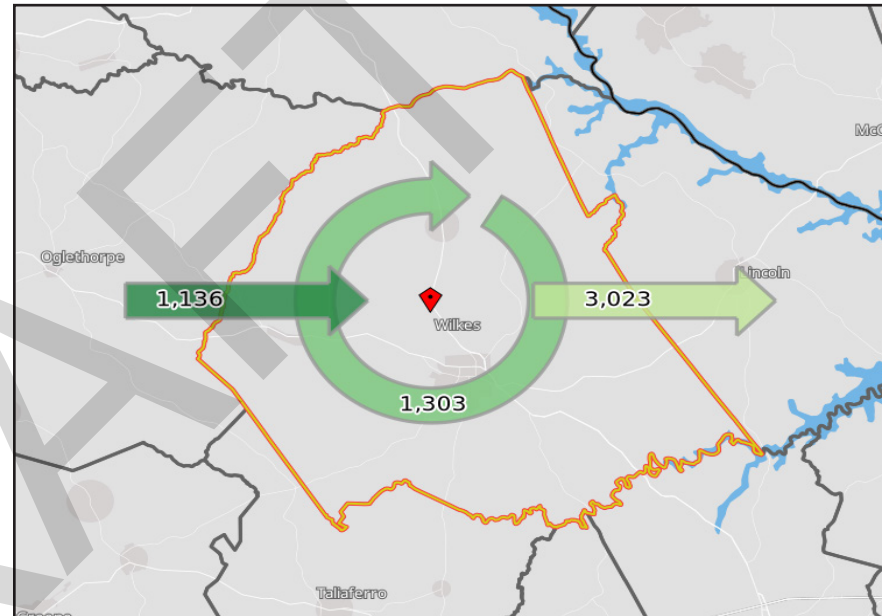 Oglethorpe
Lincoln
1,136
3,023
Wilkes
1,303
Taliaferro